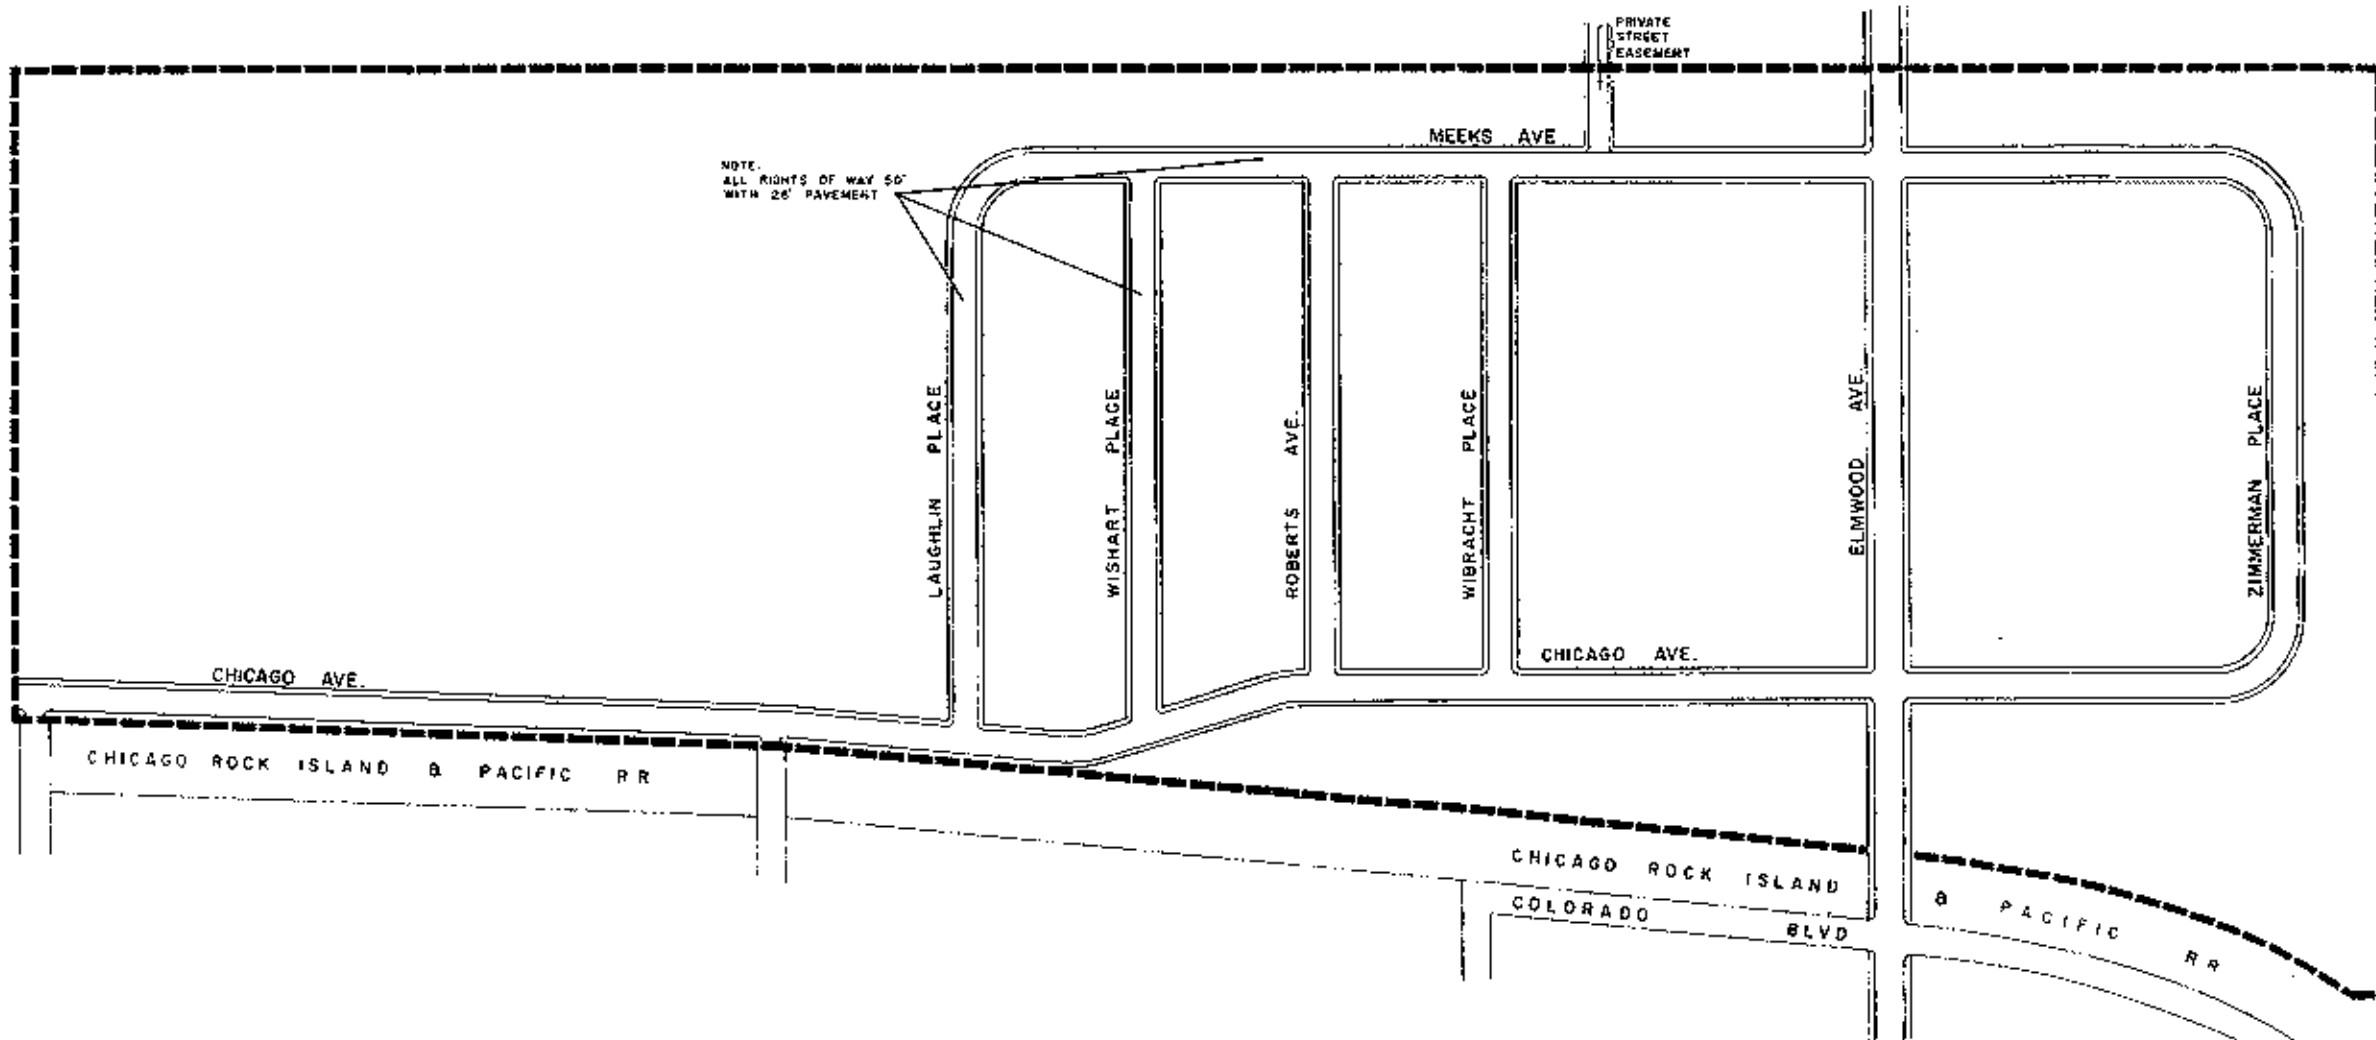 PRIVATE
STREET
EASEMENT
MEEKS AVE
NOTE.
ALL RIGHTS OF WAY 50'
WITH 26' PAVEMENT
LAUGHLIN PLACE
WISHART PLACE
ROBERTS AVE.
WIBRACHT PLACE
ELMWOOD AVE.
ZIMMERMAN PLACE
CHICAGO AVE.
CHICAGO AVE.
CHICAGO ROCK ISLAND & PACIFIC RR
CHICAGO ROCK ISLAND
& PACIFIC RR
COLORADO BLVD